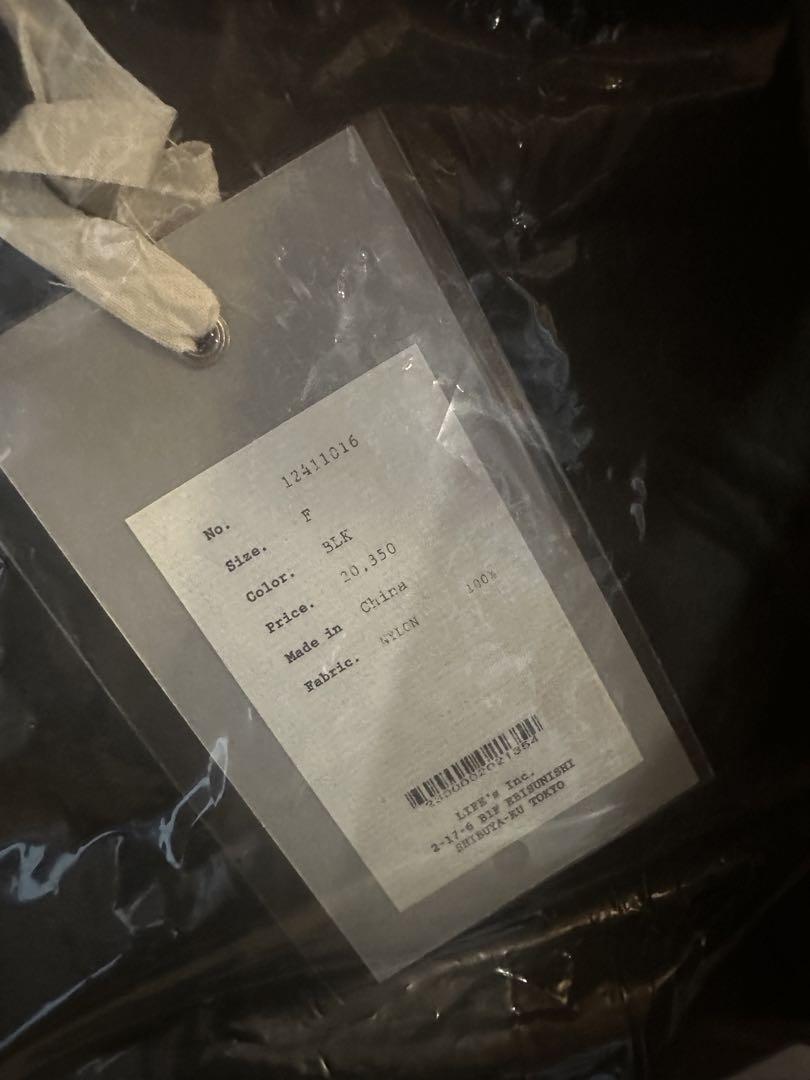 No. 12411016
Size. F
Color. BLK
Price. 20,350
Made in China
Fabric. NYLON 100%
LIFE's Inc.
2-17-6 B1F EBISUNISHI
SHIBUYA-KU TOKYO